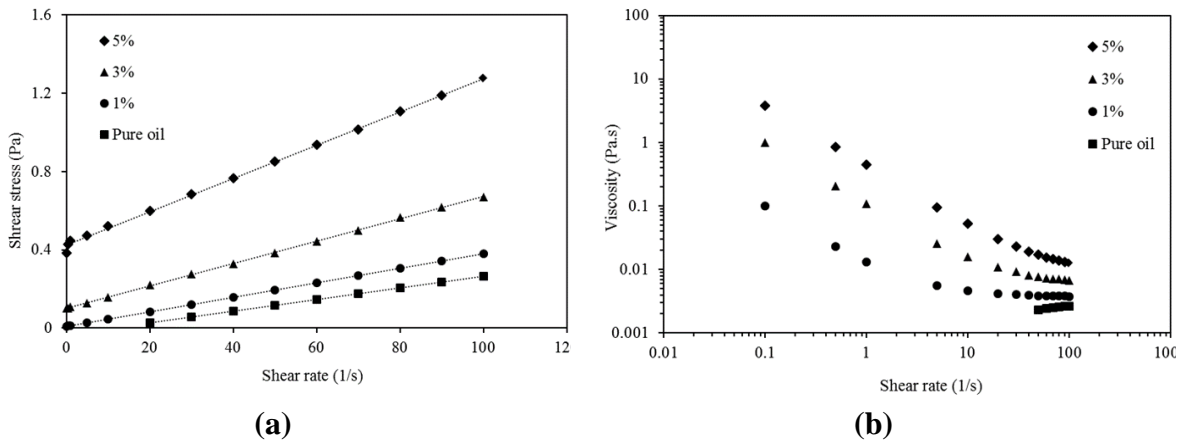 1.6
1.2
0.8
0.4
0
Shrear stress (Pa)
5%
3%
1%
Pure oil
0 20 40 60 80 100 12
Shear rate (1/s)
(a)
100
10
1
0.1
0.01
0.001
Viscosity (Pa.s)
5%
3%
1%
Pure oil
0.01 0.1 1 10 100 100
Shear rate (1/s)
(b)